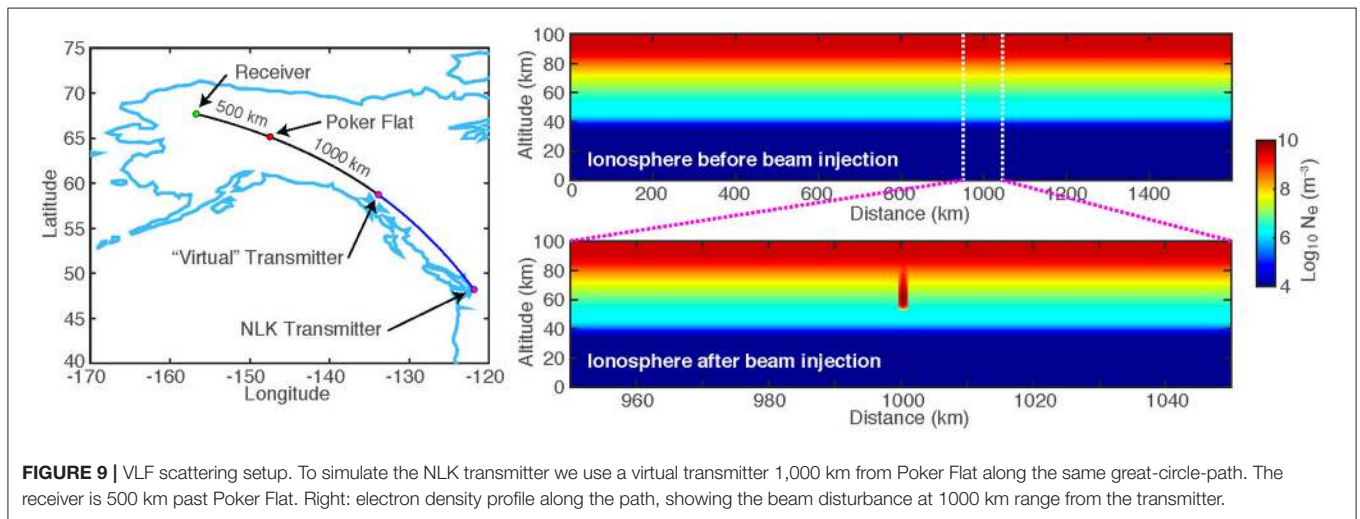 75
70
65
60
55
50
45
40
-170 -160 -150 -140 -130 -120
Latitude
Longitude
Receiver
500 km
Poker Flat
1000 km
"Virtual" Transmitter
NLK Transmitter
100
80
60
40
20
0
Altitude (km)
Ionosphere before beam injection
0 200 400 600 800 1000 1200 1400
Distance (km)
100
80
60
40
20
0
Altitude (km)
Ionosphere after beam injection
960 980 1000 1020 1040
Distance (km)
10
8
6
4
Log10 Ne (m-3)
FIGURE 9 | VLF scattering setup. To simulate the NLK transmitter we use a virtual transmitter 1,000 km from Poker Flat along the same great-circle-path. The
receiver is 500 km past Poker Flat. Right: electron density profile along the path, showing the beam disturbance at 1000 km range from the transmitter.